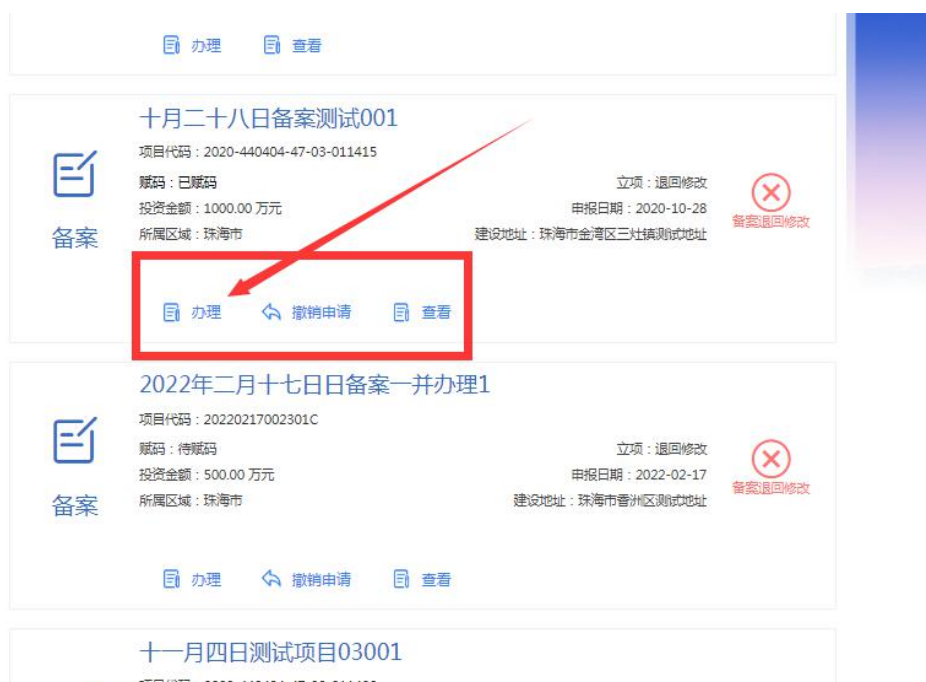 办理 查看
十月二十八日备案测试001
项目代码：2020-440404-47-03-011415
赋码：已赋码 立项：退回修改
投资金额：1000.00 万元 申报日期：2020-10-28
备案退回修改
备案 所属区域：珠海市 建设地址：珠海市金湾区三灶镇测试地址
办理 撤销申请 查看
2022年二月十七日日备案一并办理1
项目代码：20220217002301C
赋码：待赋码 立项：退回修改
投资金额：500.00 万元 申报日期：2022-02-17
备案退回修改
备案 所属区域：珠海市 建设地址：珠海市香洲区测试地址
办理 撤销申请 查看
十一月四日测试项目03001